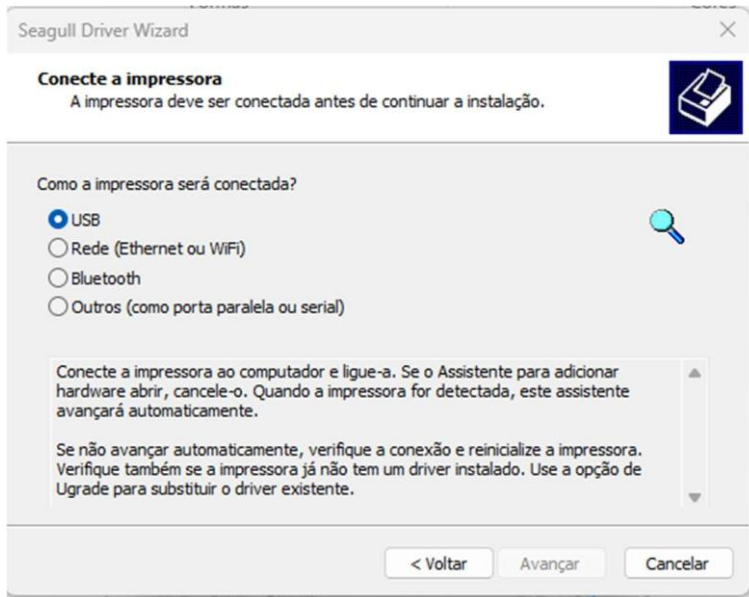 Seagull Driver Wizard
Conecte a impressora
A impressora deve ser conectada antes de continuar a instalação.
Como a impressora será conectada?
USB
Rede (Ethernet ou WiFi)
Bluetooth
Outros (como porta paralela ou serial)
Conecte a impressora ao computador e ligue-a. Se o Assistente para adicionar
hardware abrir, cancele-o. Quando a impressora for detectada, este assistente
avançará automaticamente.
Se não avançar automaticamente, verifique a conexão e reinicialize a impressora.
Verifique também se a impressora já não tem um driver instalado. Use a opção de
Ugrade para substituir o driver existente.
< Voltar
Avançar
Cancelar